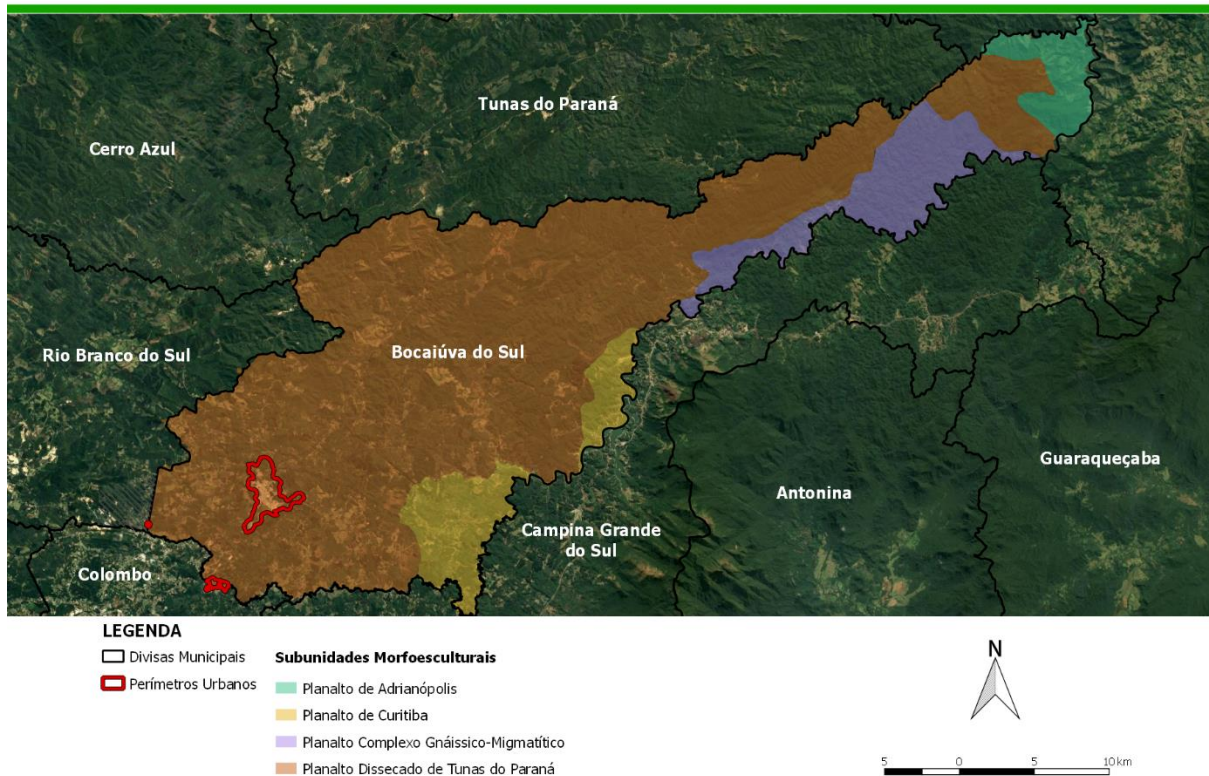 Tunas do Paraná
Cerro Azul
Rio Branco do Sul
Bocaiúva do Sul
Guaraqueçaba
Antonina
Campina Grande
do Sul
Colombo
LEGENDA
Divisas Municipais
Perímetros Urbanos
Subunidades Morfoesculturais
Planalto de Adrianópolis
Planalto de Curitiba
Planalto Complexo Gnáissico-Migmatítico
Planalto Dissecado de Tunas do Paraná
N
5 0 5 10 km